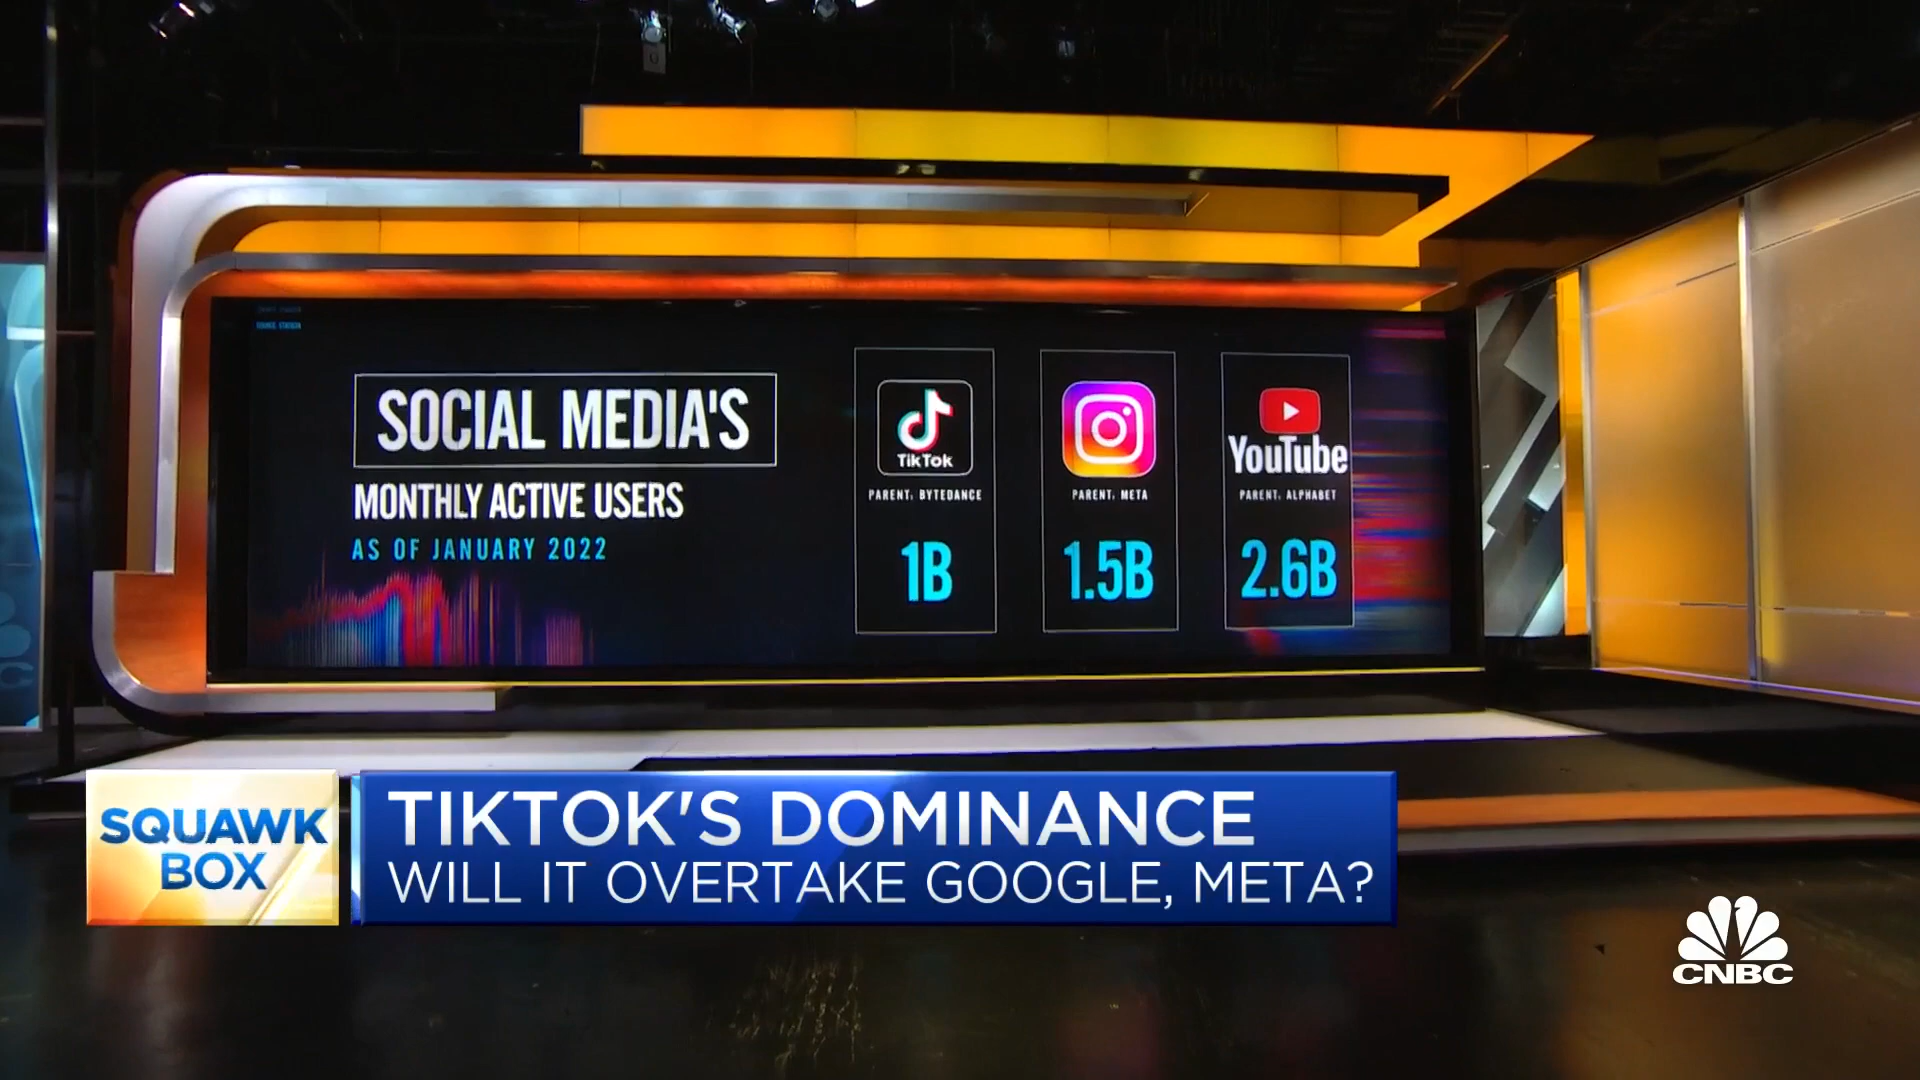 SOCIAL MEDIA'S
MONTHLY ACTIVE USERS
AS OF JANUARY 2022
TikTok
PARENT: BYTEDANCE
1B
PARENT: META
1.5B
YouTube
PARENT: ALPHABET
2.6B
SQUAWK
BOX
TIKTOK'S DOMINANCE
WILL IT OVERTAKE GOOGLE, META?
CNBC